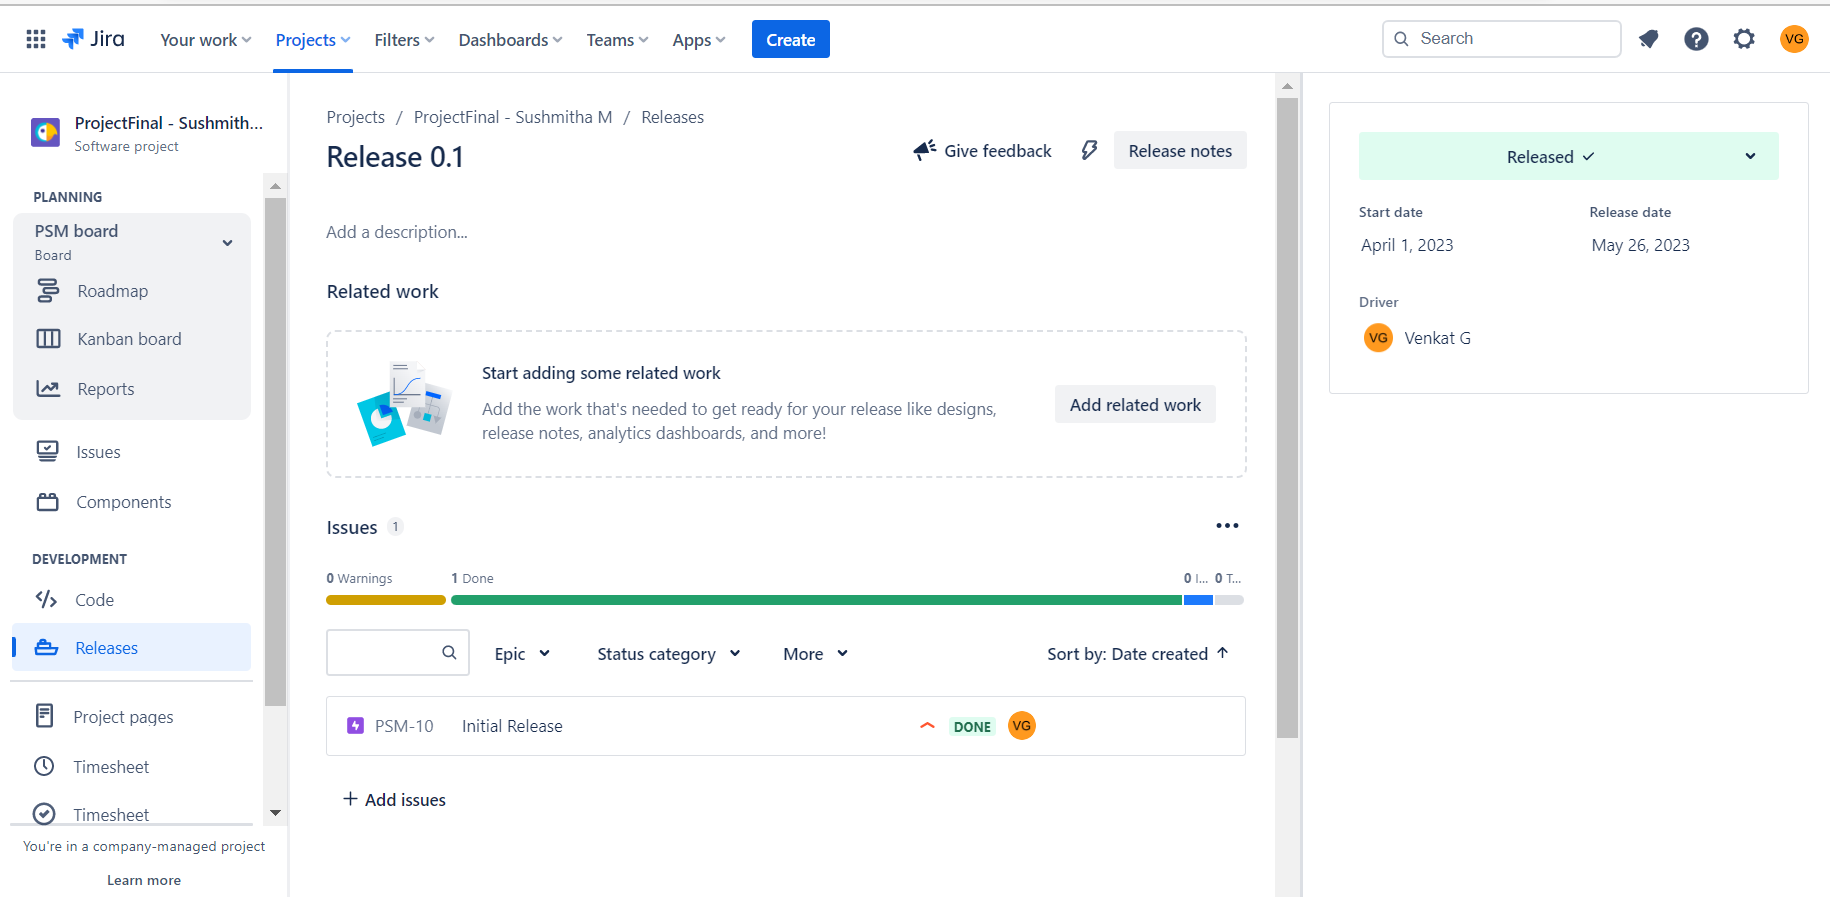 Jira
Your work
Projects
Filters
Dashboards
Teams
Apps
Create
Search
VG
ProjectFinal - Sushmith...
Software project
PLANNING
PSM board
Board
Roadmap
Kanban board
Reports
Issues
Components
DEVELOPMENT
Code
Releases
Project pages
Timesheet
Timesheet
You're in a company-managed project
Learn more
Projects / ProjectFinal - Sushmitha M / Releases
Release 0.1
Give feedback
Release notes
Add a description...
Related work
Start adding some related work
Add the work that's needed to get ready for your release like designs,
release notes, analytics dashboards, and more!
Add related work
Issues 1
0 Warnings
1 Done
0 I...
0 T...
Epic
Status category
More
Sort by: Date created
PSM-10 Initial Release DONE VG
Add issues
Released
Start date
April 1, 2023
Release date
May 26, 2023
Driver
VG Venkat G